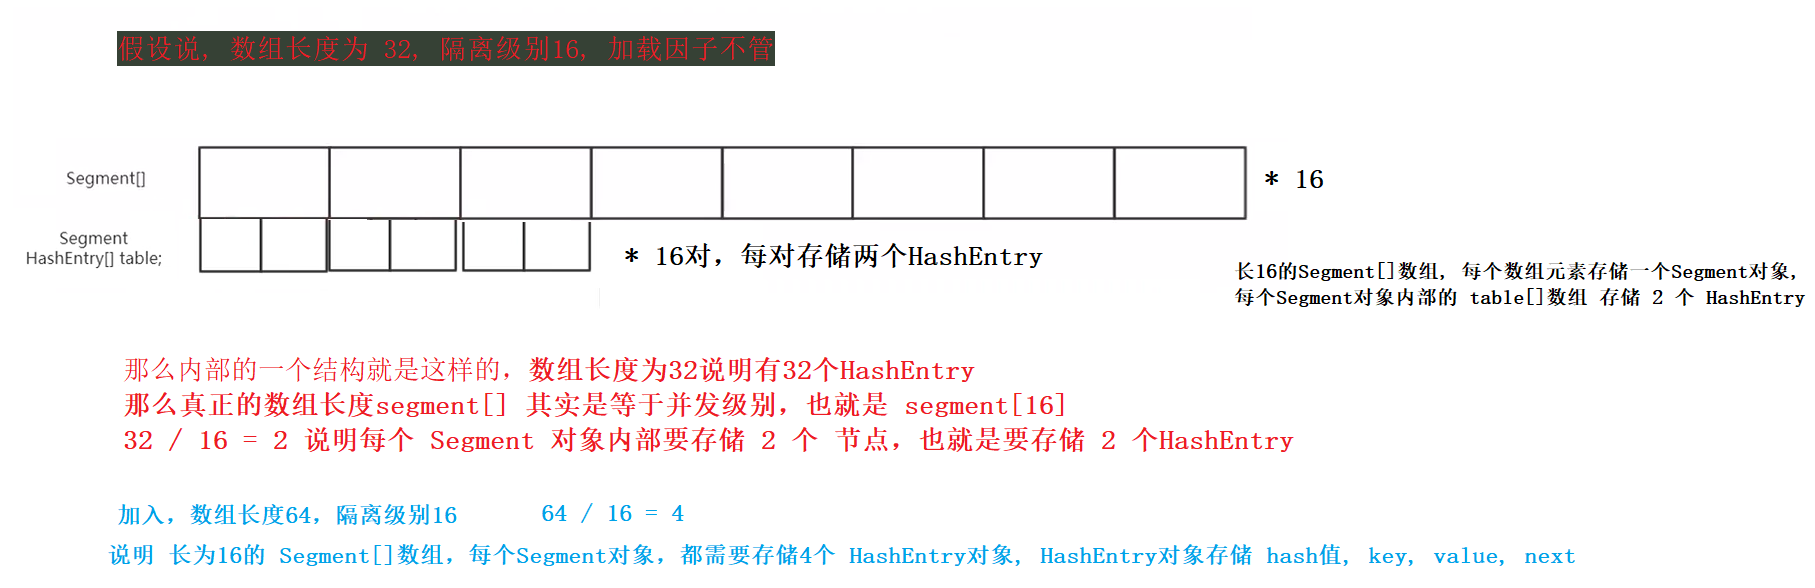 假设说, 数组长度为 32, 隔离级别16, 加载因子不管
Segment[]
* 16
Segment
HashEntry[] table;
* 16对，每对存储两个HashEntry
长16的Segment[]数组, 每个数组元素存储一个Segment对象,
每个Segment对象内部的 table[]数组 存储 2 个 HashEntry
那么内部的一个结构就是这样的，数组长度为32说明有32个HashEntry
那么真正的数组长度segment[] 其实是等于并发级别，也就是 segment[16]
32 / 16 = 2 说明每个 Segment 对象内部要存储 2 个 节点，也就是要存储 2 个HashEntry
加入，数组长度64，隔离级别16 64 / 16 = 4
说明 长为16的 Segment[]数组，每个Segment对象，都需要存储4个 HashEntry对象, HashEntry对象存储 hash值, key, value, next